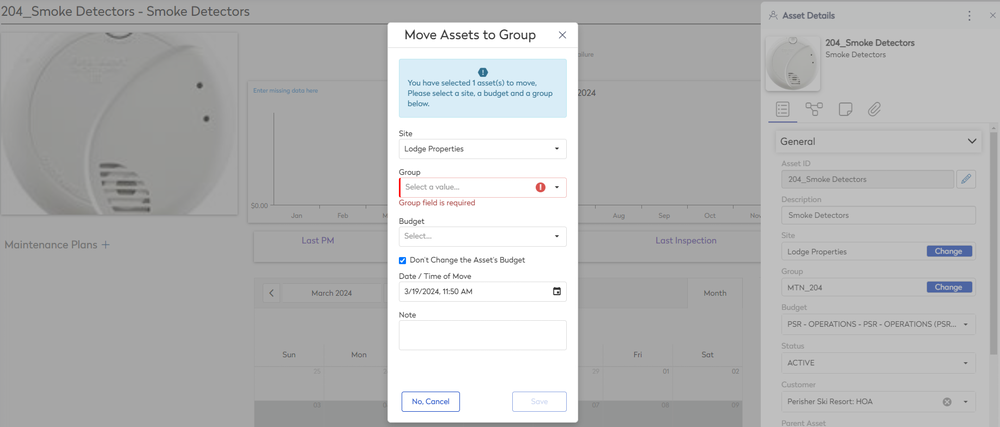 204_Smoke Detectors - Smoke Detectors
Enter missing data here
2024
$0.00
Jan
Feb
Aug
Sep
Oct
Maintenance Plans +
Last PM
Last Inspection
March 2024
Month
Sun
Mon
Fri
Sat
01
02
08
09
Move Assets to Group
You have selected 1 asset(s) to move,
Please select a site, a budget and a group
below.
Site
Lodge Properties
Group
Select a value...
Group field is required
Budget
Select...
Don't Change the Asset's Budget
Date / Time of Move
3/19/2024, 11:50 AM
Note
No, Cancel
Save
Asset Details
204_Smoke Detectors
Smoke Detectors
General
Asset ID
204_Smoke Detectors
Description
Smoke Detectors
Site
Lodge Properties
Change
Group
MTN_204
Change
Budget
PSR - OPERATIONS - PSR - OPERATIONS (PSR...
Status
ACTIVE
Customer
Perisher Ski Resort: HOA
Parent Asset